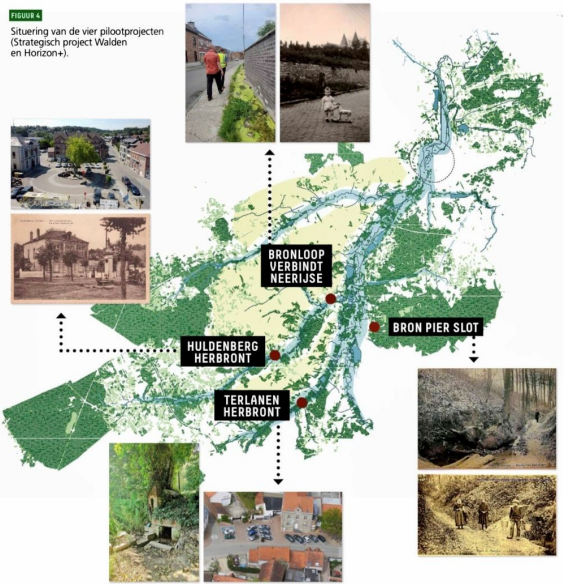 FIGUUR 4
Situering van de vier pilootprojecten
(Strategisch project Walden
en Horizon+).
BRONLOOP
VERBINDT
NEERIJSE
BRON PIER SLOT
HULDENBERG
HERBRONT
TERLANEN
HERBRONT